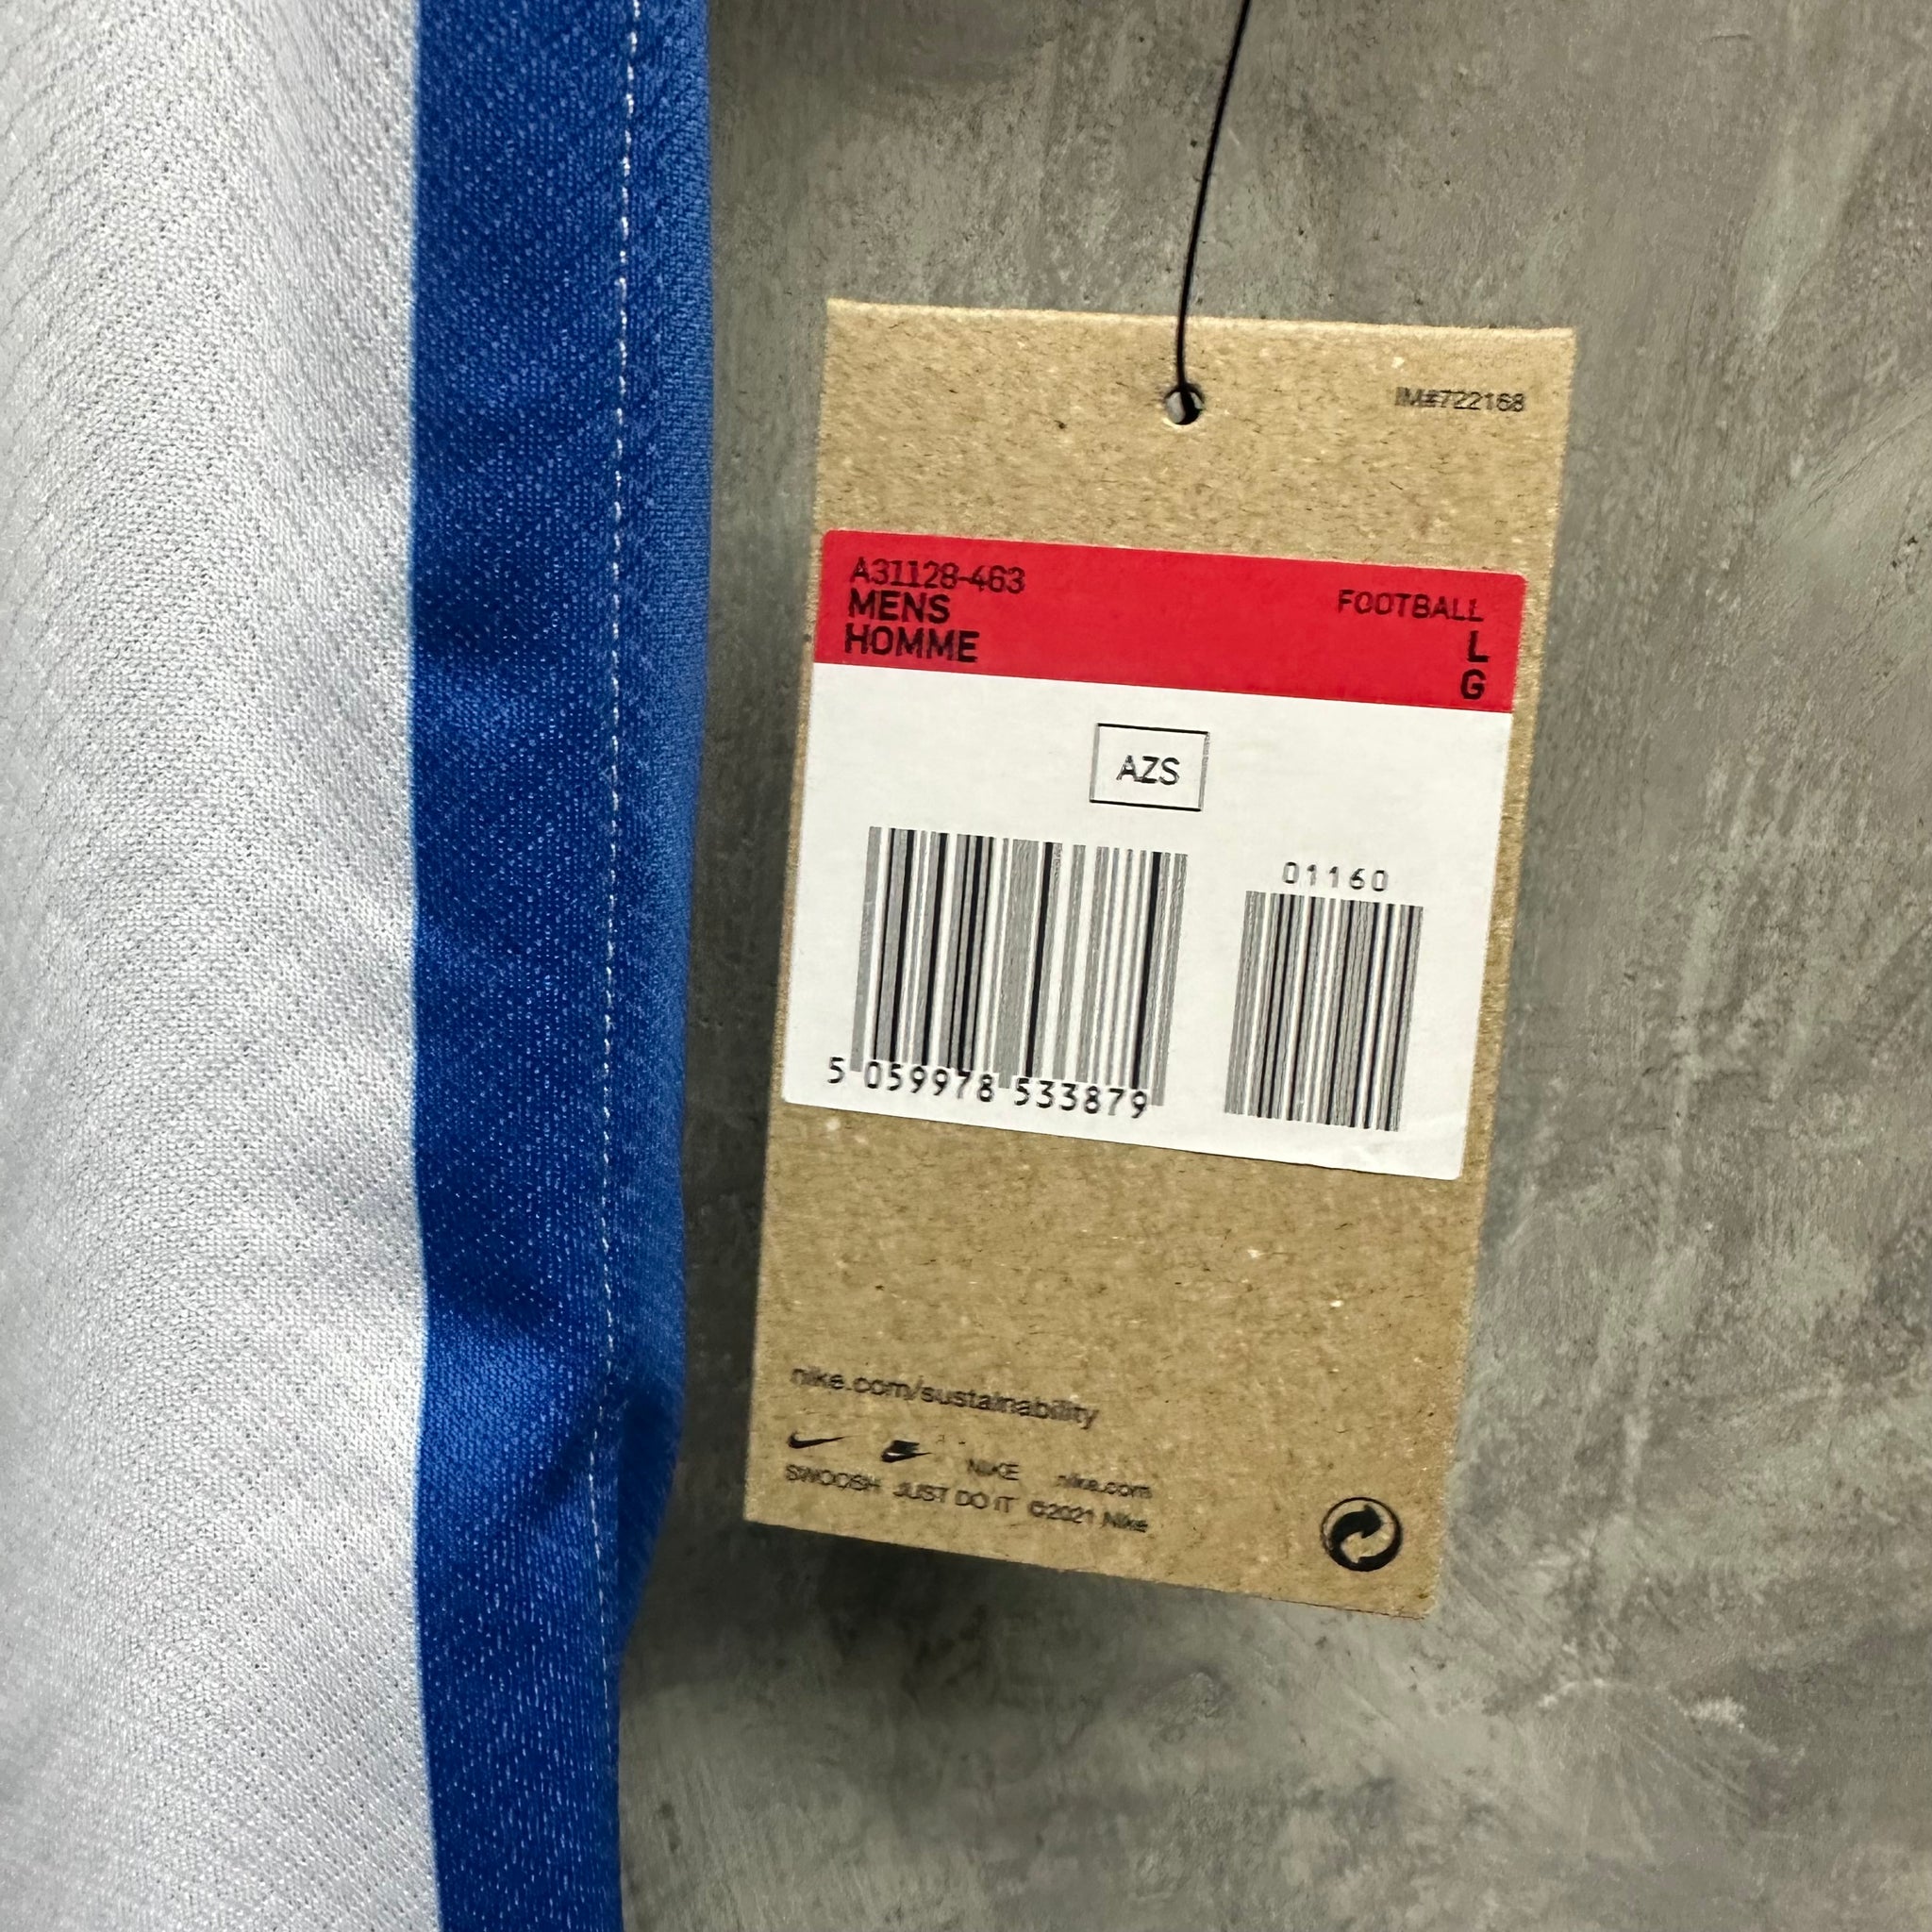 IM#722168
A31128-463
MENS
HOMME
FOOTBALL
L
G
AZS
01160
5 059978 533879
nike.com/sustainability
NIKE nike.com
SWOOSH JUST DO IT ©2021 Nike